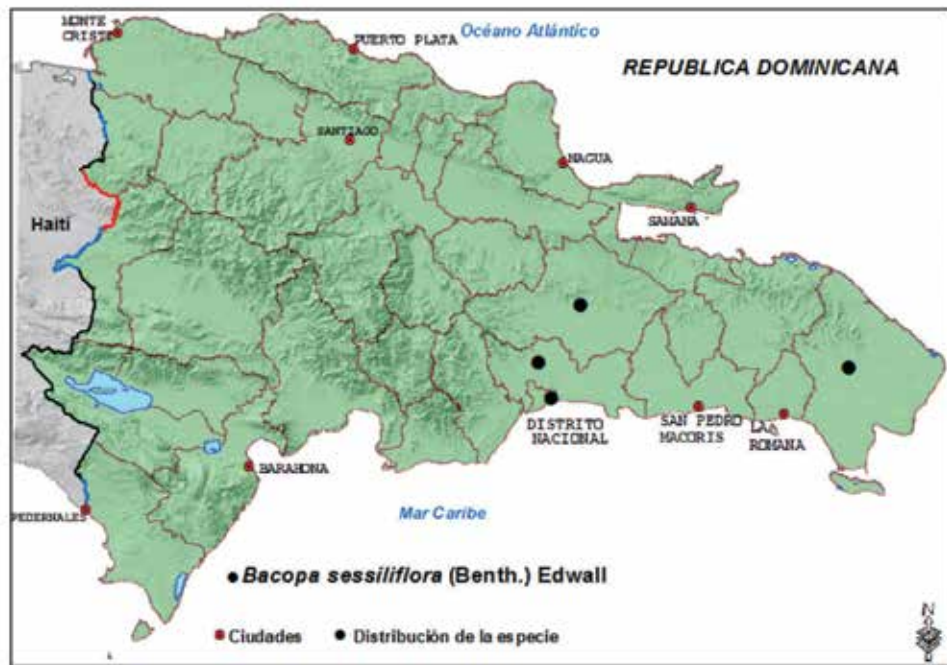 MONTE
CRISTI
PUERTO PLATA
Océano Atlántico
REPUBLICA DOMINICANA
SANTIAGO
NAGUA
SAMANA
Haití
DISTRITO
NACIONAL
SAN PEDRO
MACORIS
LA
ROMANA
BARAHONA
PEDERNALES
Mar Caribe
Bacopa sessiliflora (Benth.) Edwall
Ciudades
Distribución de la especie
N